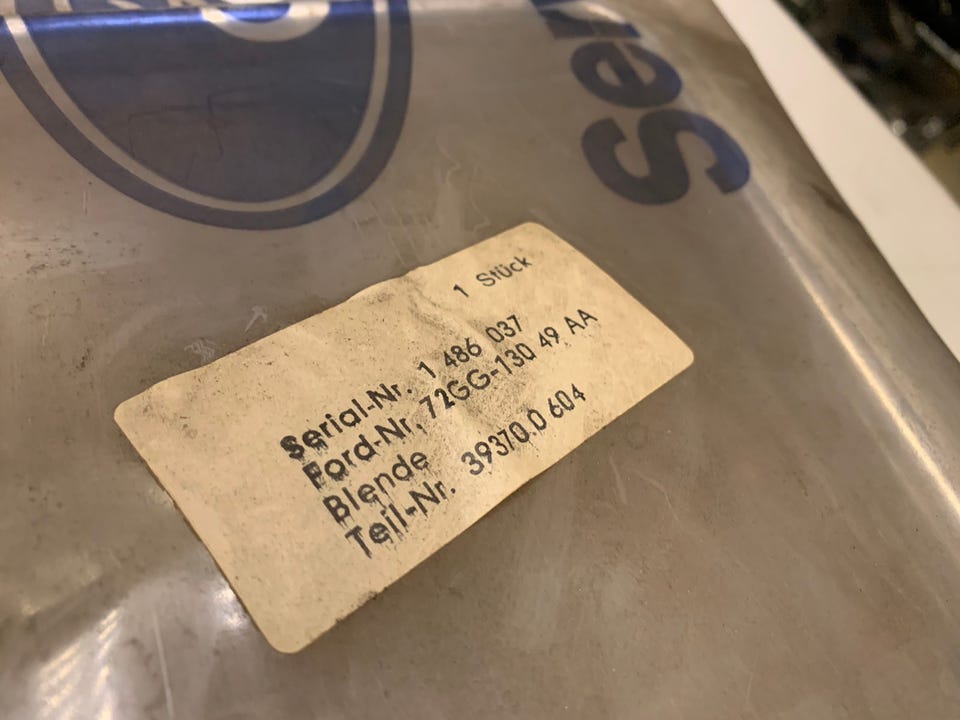 Ser
1 Stück
Serial-Nr. 1 486 037
Ford-Nr. 72GG-130 49 AA
Blende
Teil-Nr. 39370.0 604